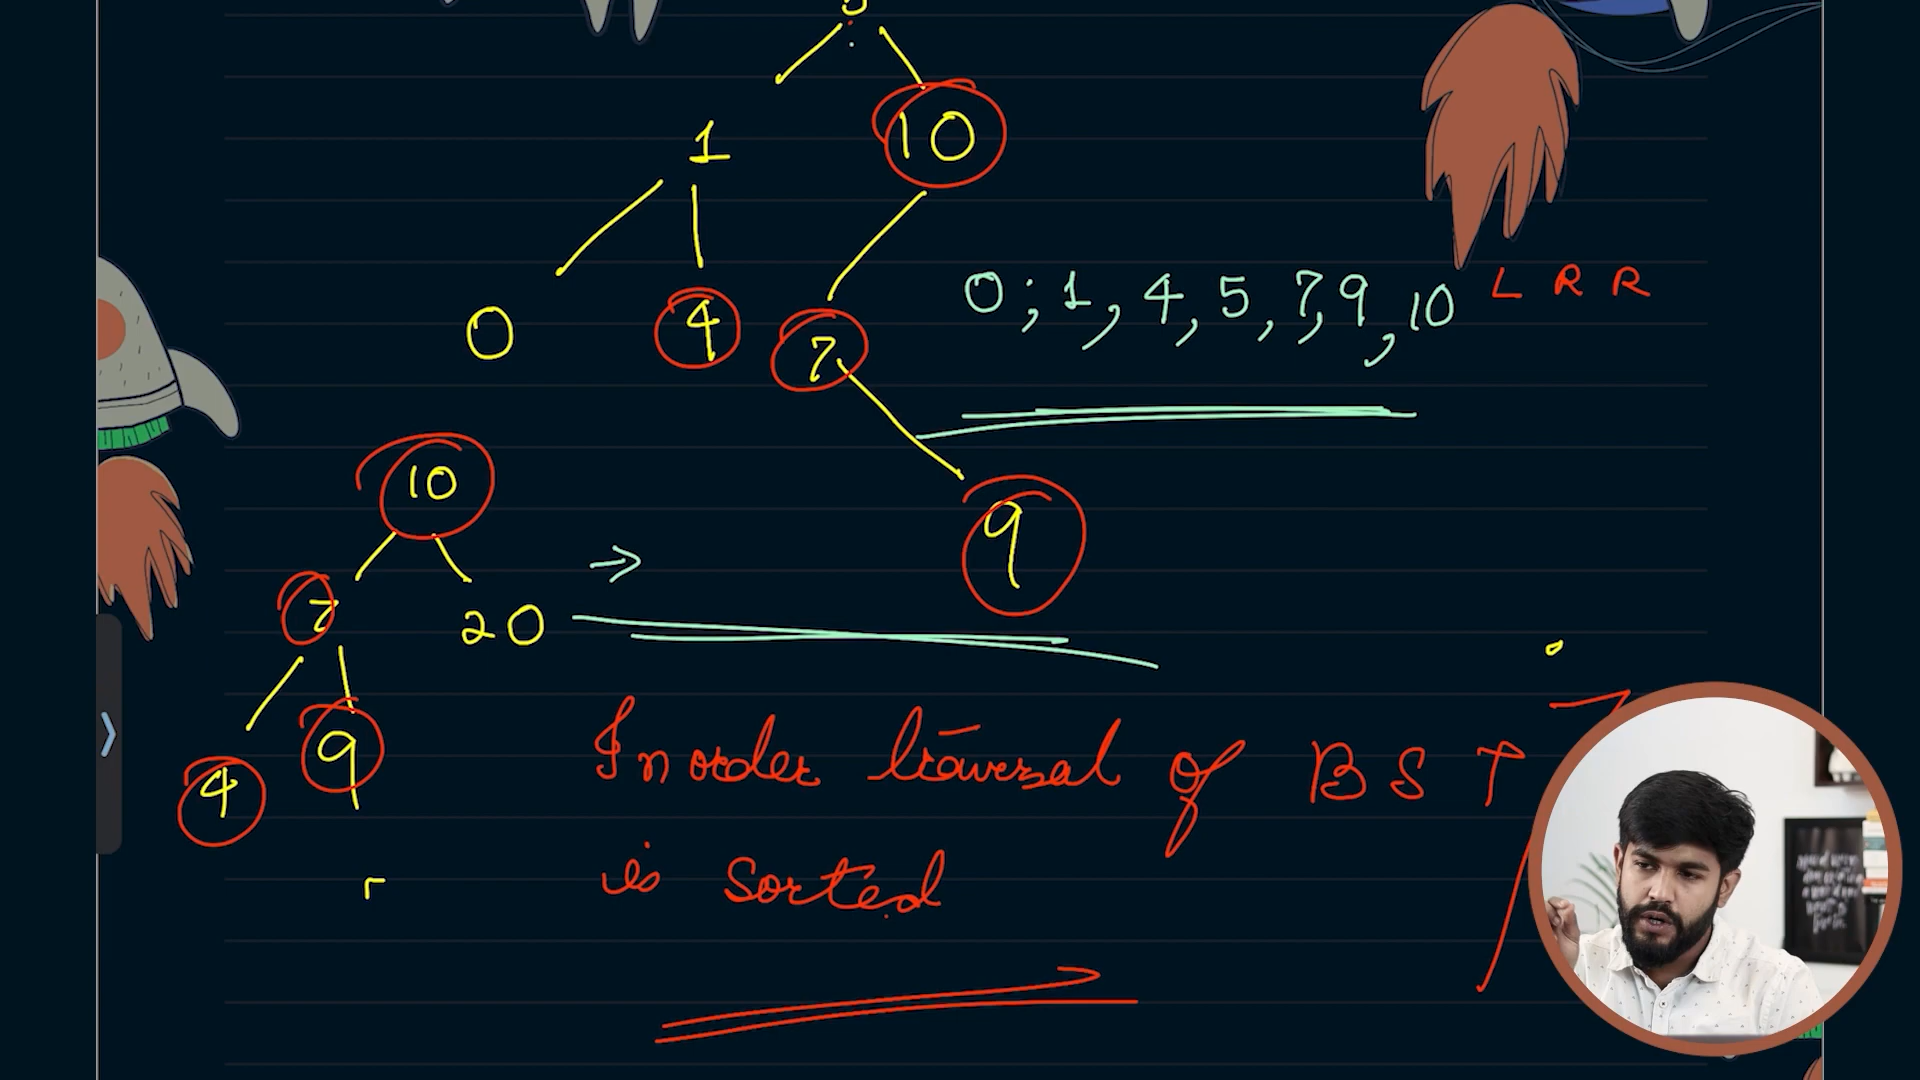 5
1 10
0 4 7
0; 1, 4, 5, 7, 9, 10 L R R
10
9
7 20
4 9
Inorder traversal of BST
is sorted